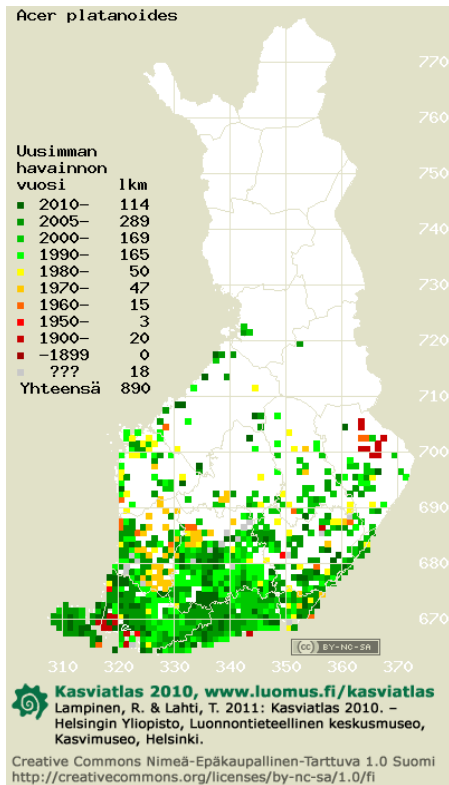 Acer platanoides
770
760
Uusimman
havainnon
vuosi lkm
750
2010– 114
2005– 289
740
2000– 169
1990– 165
1980– 50
730
1970– 47
1960– 15
1950– 3
720
1900– 20
–1899 0
??? 18
Yhteensä 890
710
700
690
680
670
CC BY-NC-SA
310 320 330 340 350 360 370
Kasviatlas 2010, www.luomus.fi/kasviatlas
Lampinen, R. & Lahti, T. 2011: Kasviatlas 2010. –
Helsingin Yliopisto, Luonnontieteellinen keskusmuseo,
Kasvimuseo, Helsinki.
Creative Commons Nimeä-Epäkaupallinen-Tarttuva 1.0 Suomi
http://creativecommons.org/licenses/by-nc-sa/1.0/fi